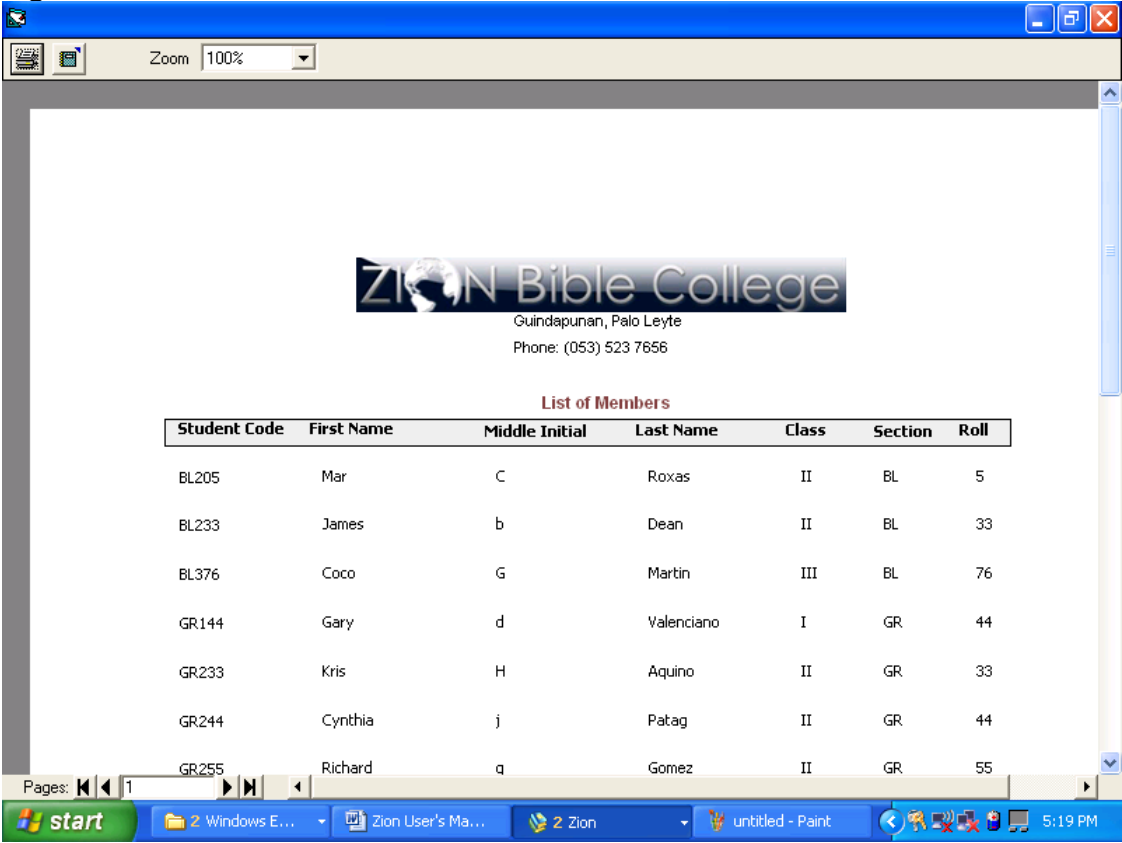 Zoom 100%
ZION Bible College
Guindapunan, Palo Leyte
Phone: (053) 523 7656
List of Members
Student Code First Name Middle Initial Last Name Class Section Roll
BL205 Mar C Roxas II BL 5
BL233 James b Dean II BL 33
BL376 Coco G Martin III BL 76
GR144 Gary d Valenciano I GR 44
GR233 Kris H Aquino II GR 33
GR244 Cynthia j Patag II GR 44
GR255 Richard g Gomez II GR 55
Pages: 1
start 2 Windows E... Zion User's Ma... 2 Zion untitled - Paint 5:19 PM